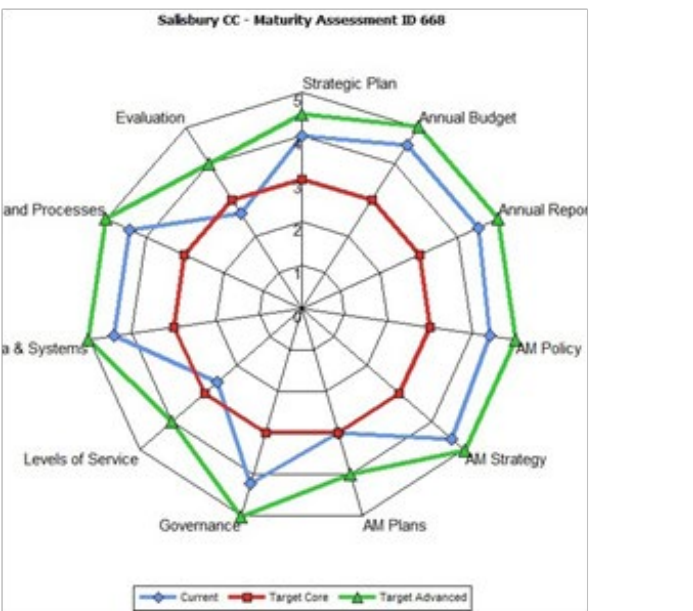 Salisbury CC - Maturity Assessment ID 668
Strategic Plan
Evaluation
Annual Budget
and Processes
Annual Repor
a & Systems
AM Policy
Levels of Service
AM Strategy
Governance
AM Plans
5
4
3
2
1
0
Current
Target Core
Target Advanced